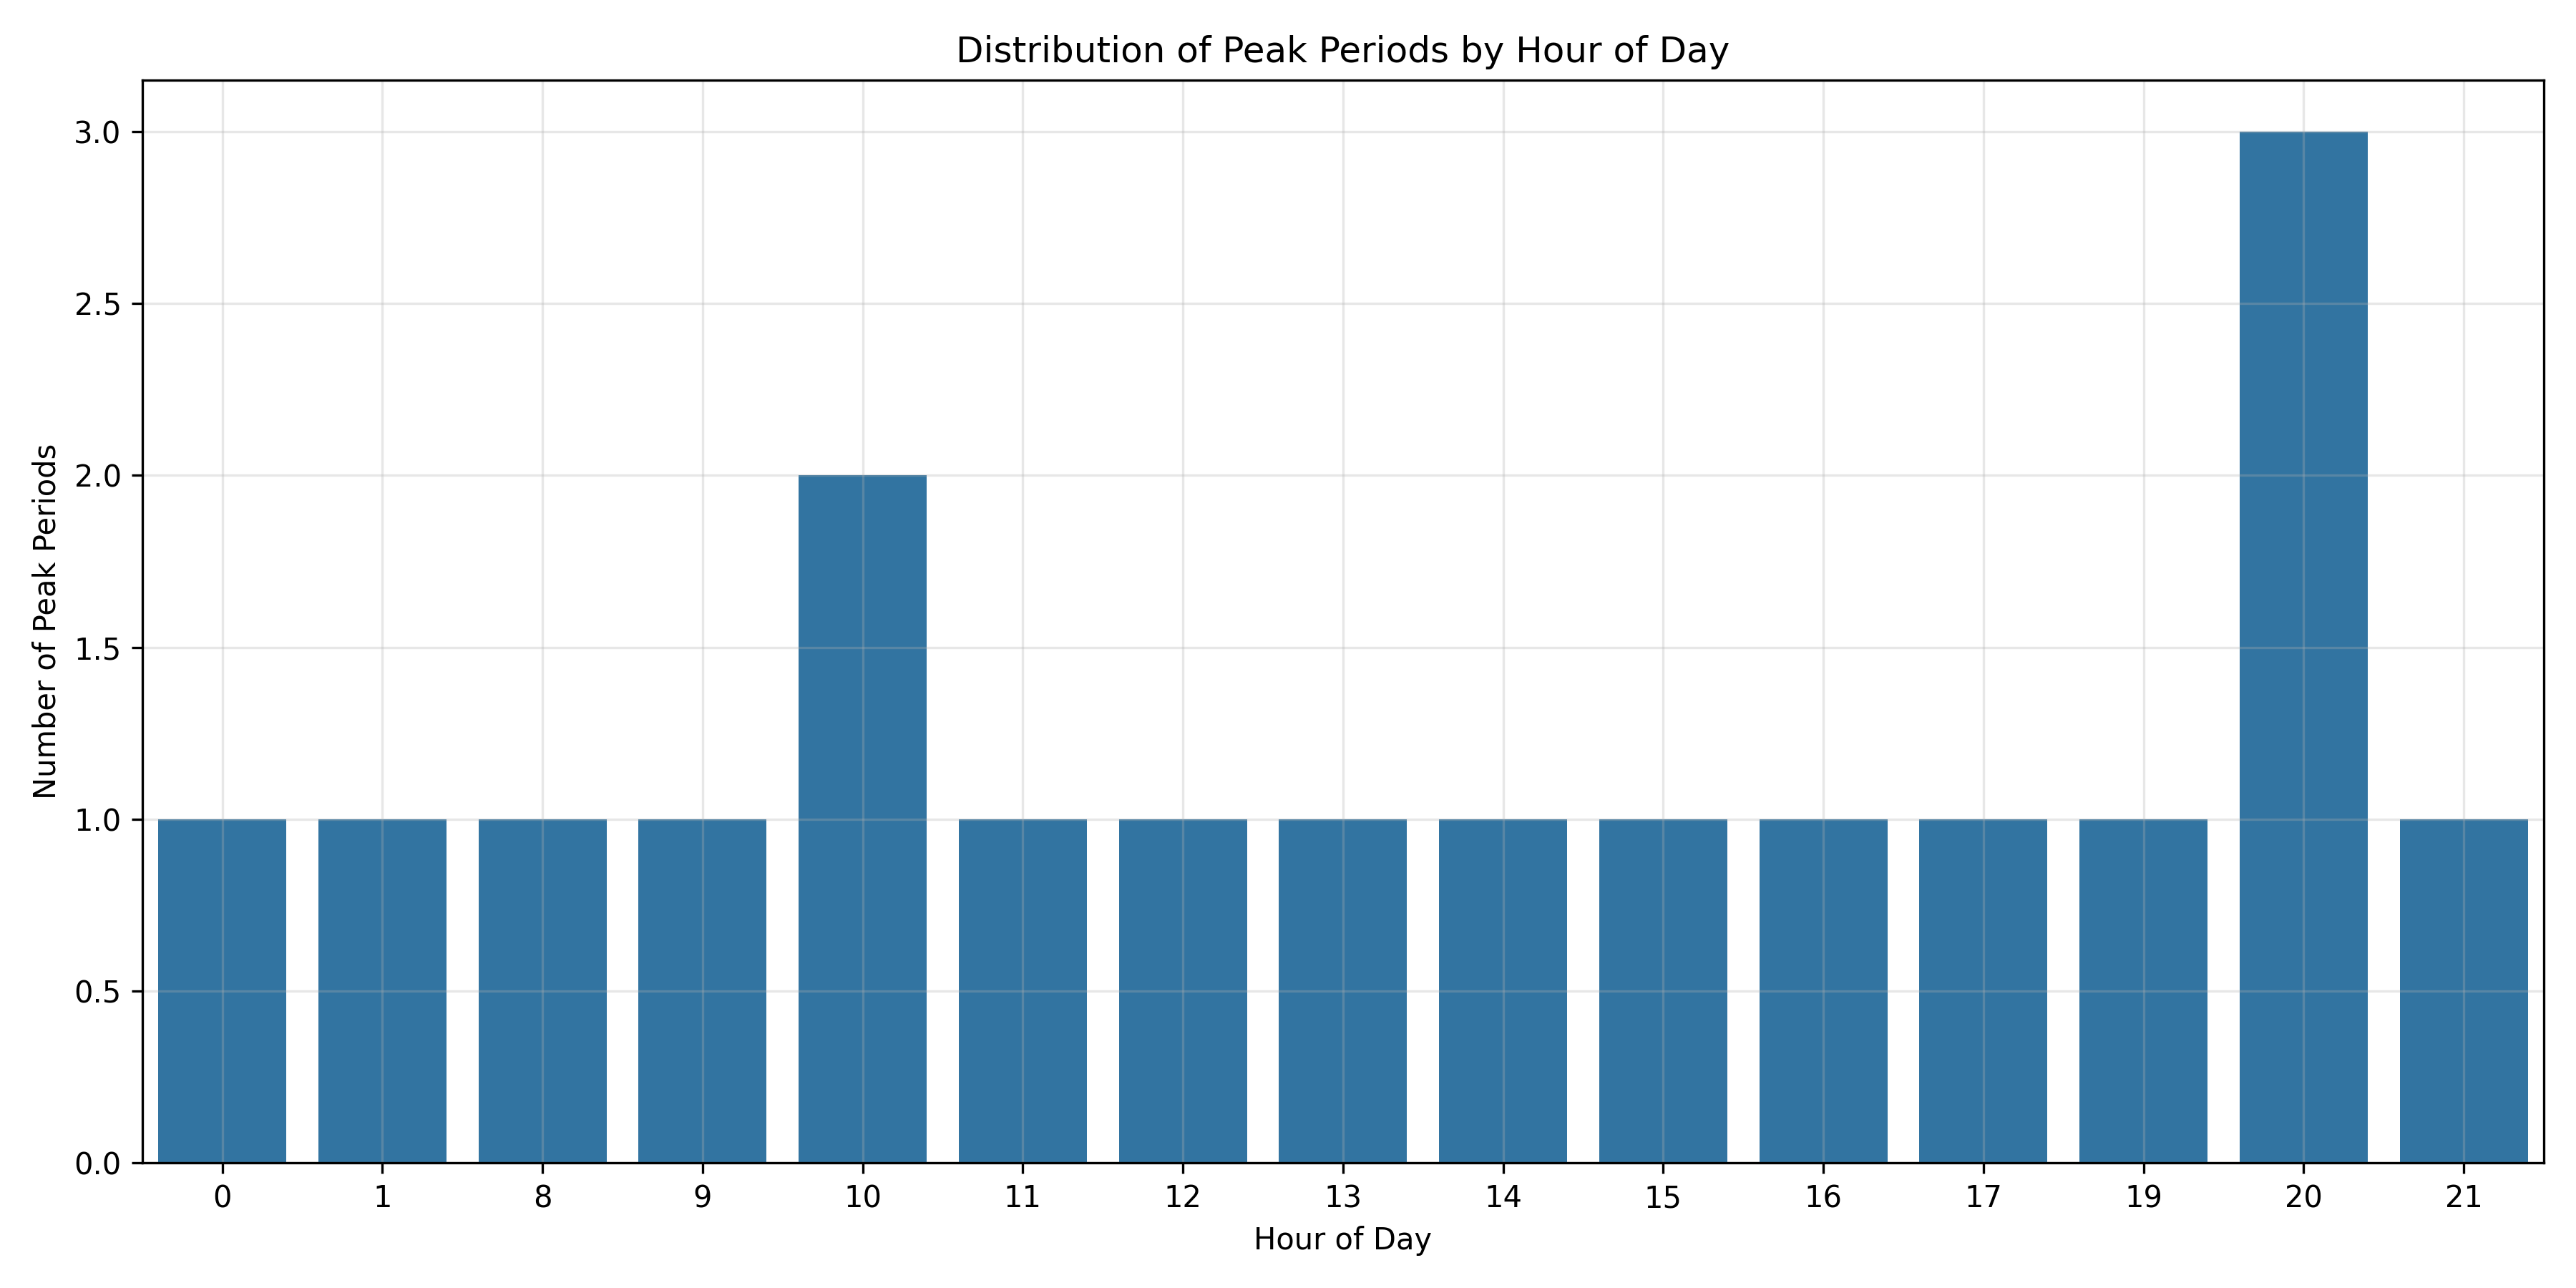 Distribution of Peak Periods by Hour of Day
Number of Peak Periods
3.0
2.5
2.0
1.5
1.0
0.5
0.0
0 1 8 9 10 11 12 13 14 15 16 17 19 20 21
Hour of Day